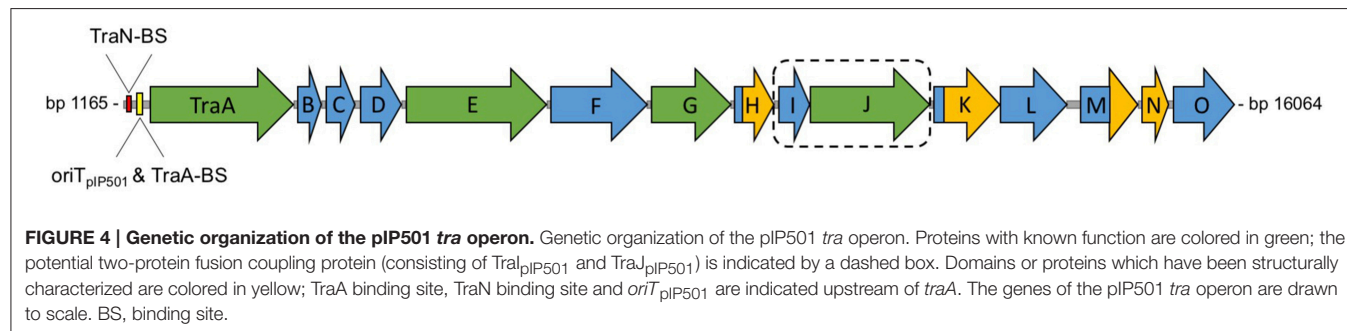 TraN-BS
bp 1165 - TraA B C D E F G H I J K L M N O - bp 16064
oriTpIP501 & TraA-BS
FIGURE 4 | Genetic organization of the pIP501 tra operon. Genetic organization of the pIP501 tra operon. Proteins with known function are colored in green; the
potential two-protein fusion coupling protein (consisting of TraIpIP501 and TraJpIP501) is indicated by a dashed box. Domains or proteins which have been structurally
characterized are colored in yellow; TraA binding site, TraN binding site and oriTpIP501 are indicated upstream of traA. The genes of the pIP501 tra operon are drawn
to scale. BS, binding site.